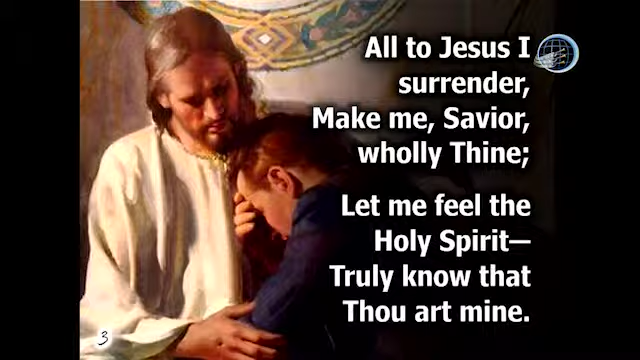 All to Jesus I
surrender,
Make me, Savior,
wholly Thine;
Let me feel the
Holy Spirit—
Truly know that
Thou art mine.
3